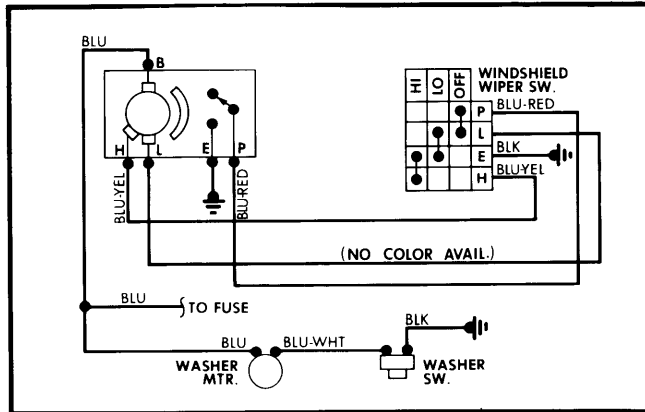 BLU
B
H
L
E
P
BLU-YEL
BLU-RED
HI
LO
OFF
WINDSHIELD
WIPER SW.
P
BLU-RED
L
E
BLK
H
BLU-YEL
(NO COLOR AVAIL.)
BLU
TO FUSE
BLU
BLU-WHT
BLK
WASHER
MTR.
WASHER
SW.